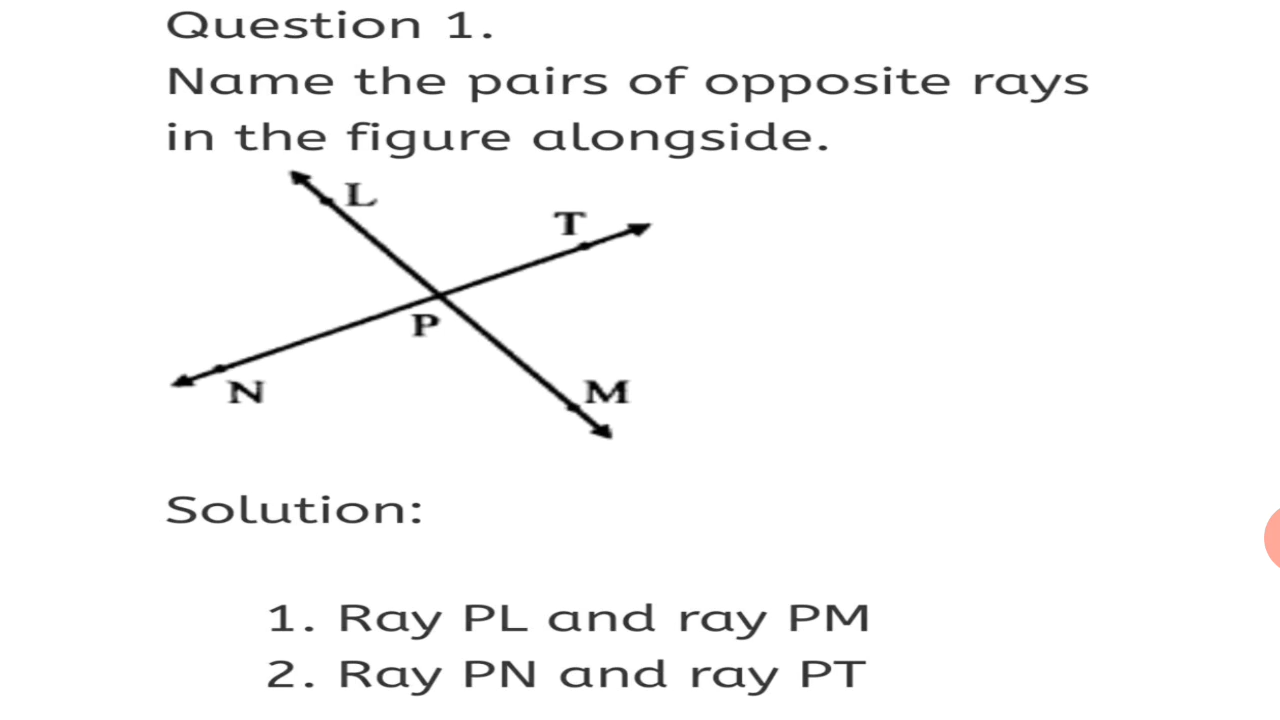 Question 1.
Name the pairs of opposite rays
in the figure alongside.
L
T
P
N
M
Solution:
1. Ray PL and ray PM
2. Ray PN and ray PT